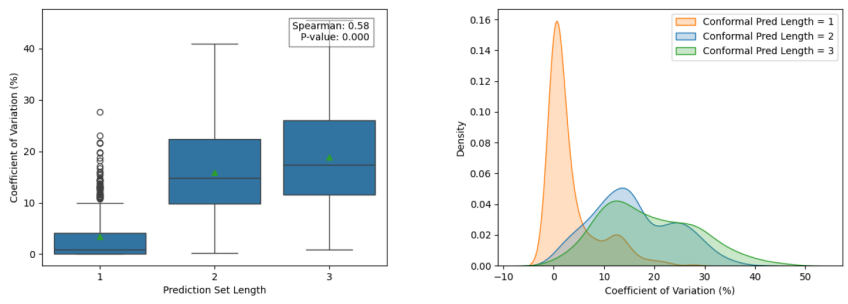 Spearman: 0.58
P-value: 0.000
Coefficient of Variation (%)
40
30
20
10
0
1 2 3
Prediction Set Length
Conformal Pred Length = 1
Conformal Pred Length = 2
Conformal Pred Length = 3
Density
0.16
0.14
0.12
0.10
0.08
0.06
0.04
0.02
0.00
−10 0 10 20 30 40 50
Coefficient of Variation (%)